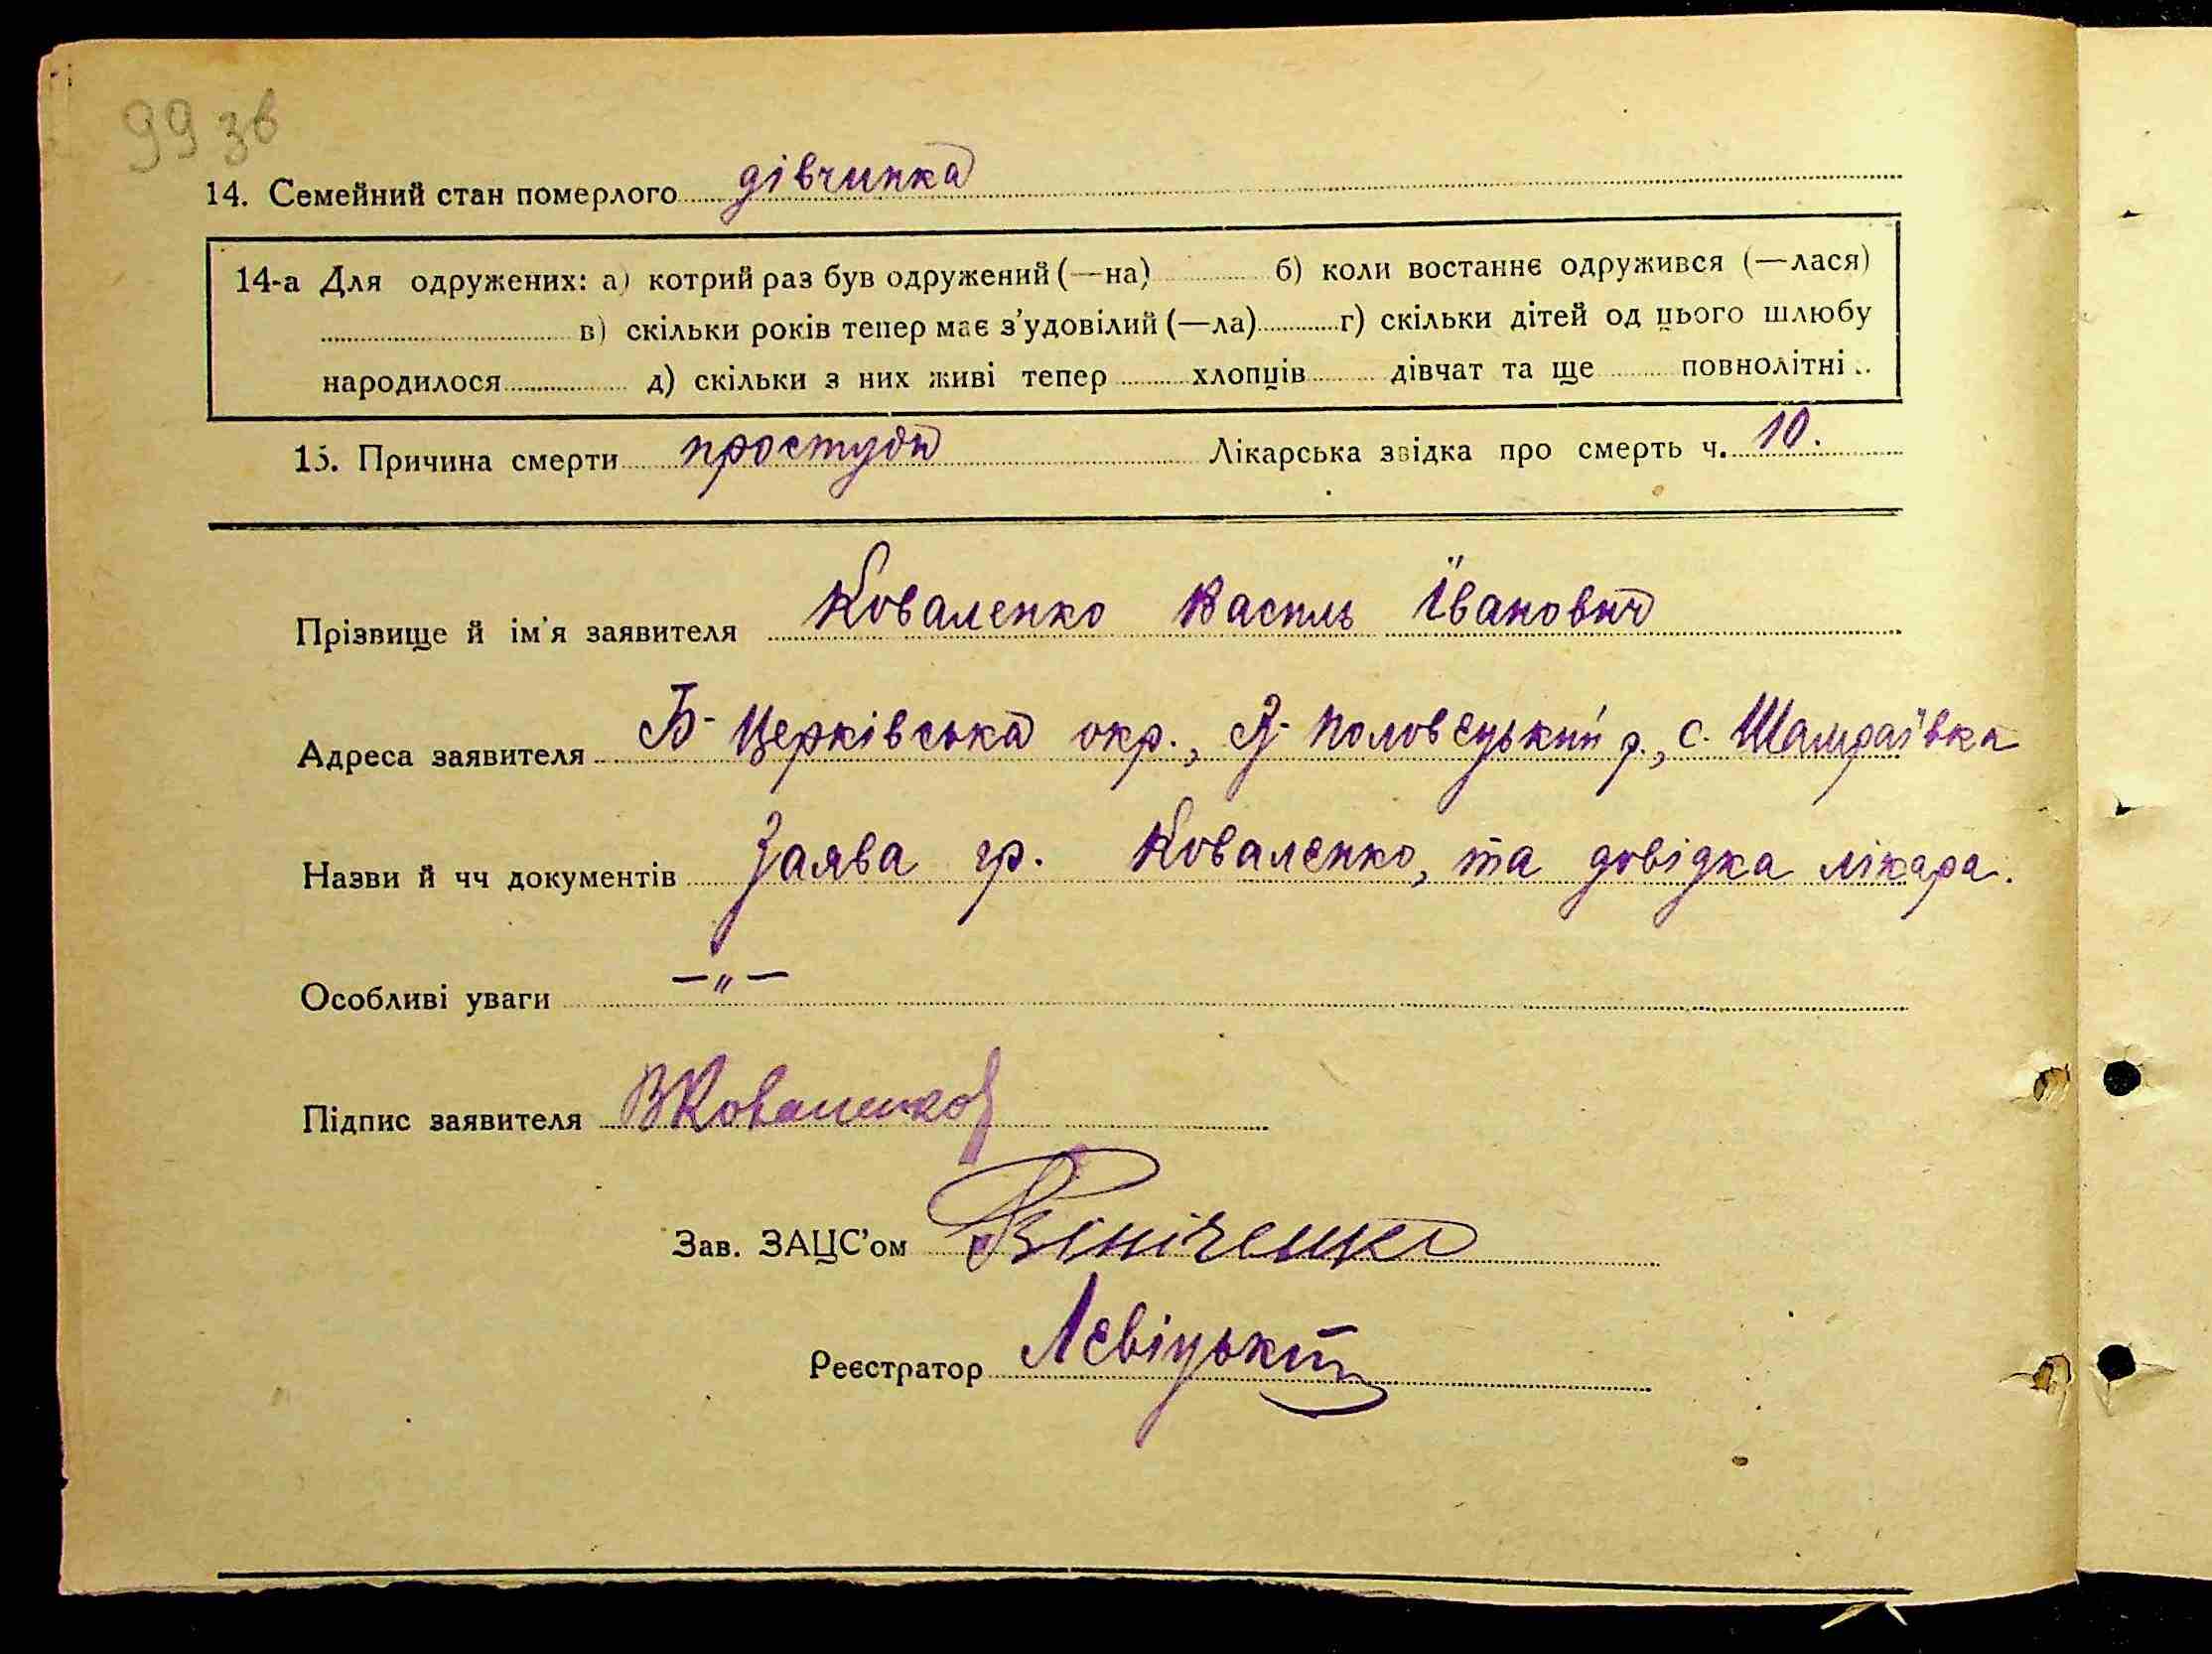 99 зв
14. Семейний стан померлого дівчинка
14-а Для одружених: а) котрий раз був одружений (—на) б) коли востаннє одружився (—лася)
в) скільки років тепер має з’удовілий (—ла) г) скільки дітей од цього шлюбу
народилося д) скільки з них живі тепер хлопців дівчат та ще повнолітні
15. Причина смерти простуда Лікарська звідка про смерть ч. 10.
Прізвище й ім’я заявителя Коваленко Василь Іванович
Адреса заявителя Б-Церківська окр., Я-Половецький р., с. Шамраївка
Назви й чч документів Заява гр. Коваленко, та довідка лікара.
Особливі уваги —„—
Підпис заявителя ВКоваленко
Зав. ЗАЦС’ом
Реєстратор Левіцький